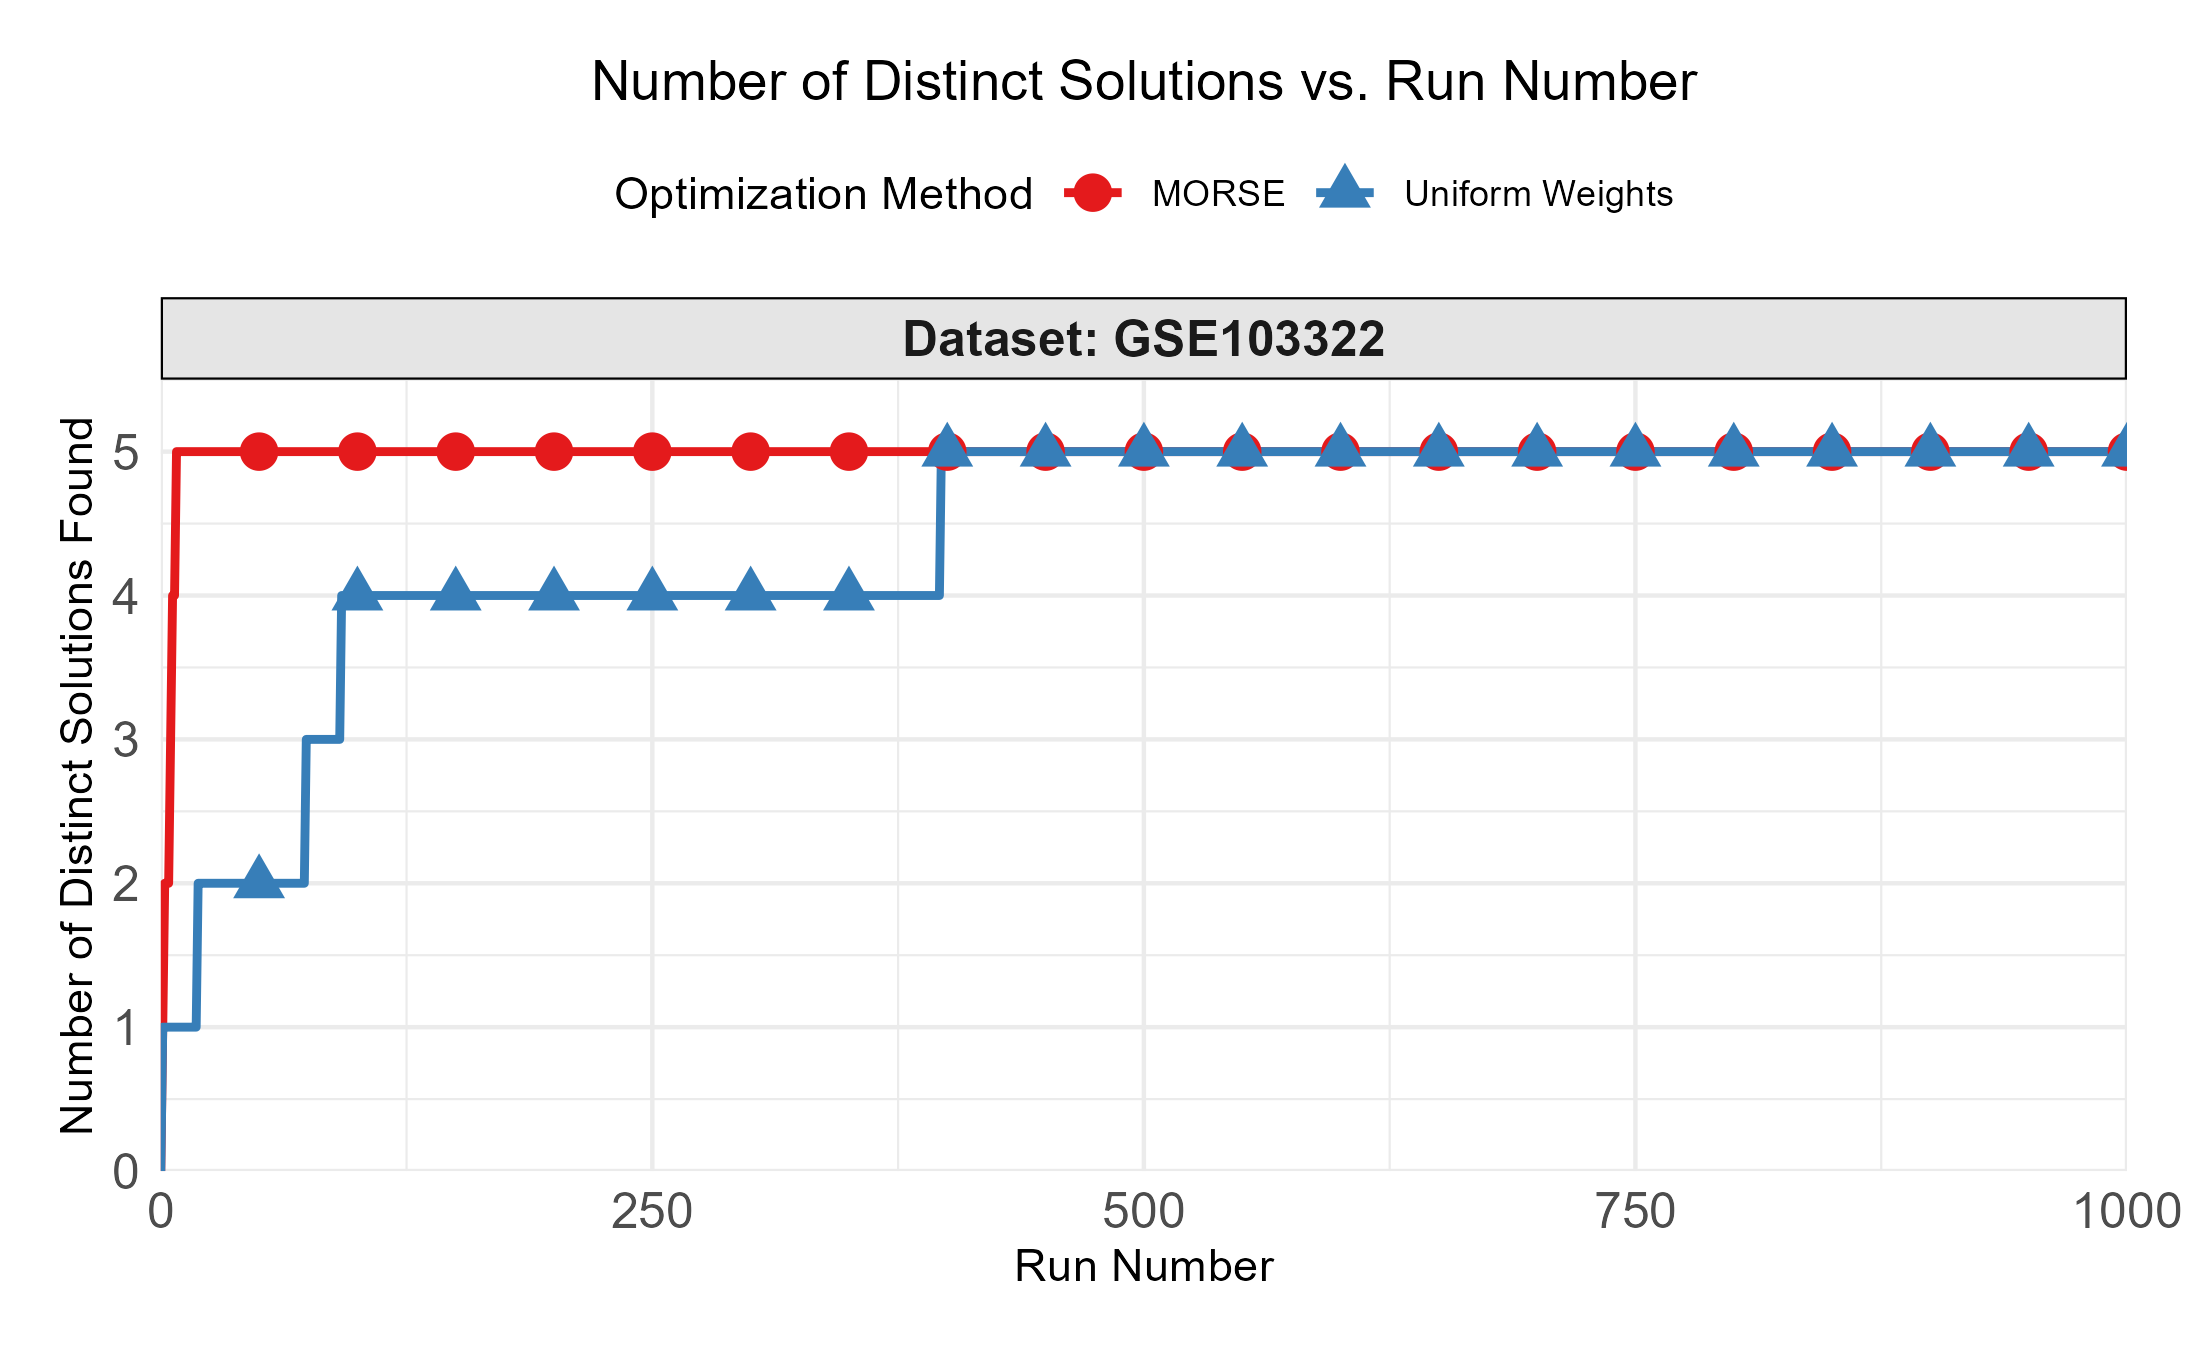 Number of Distinct Solutions vs. Run Number
Optimization Method MORSE Uniform Weights
Dataset: GSE103322
Number of Distinct Solutions Found
5
4
3
2
1
0
0 250 500 750 1000
Run Number